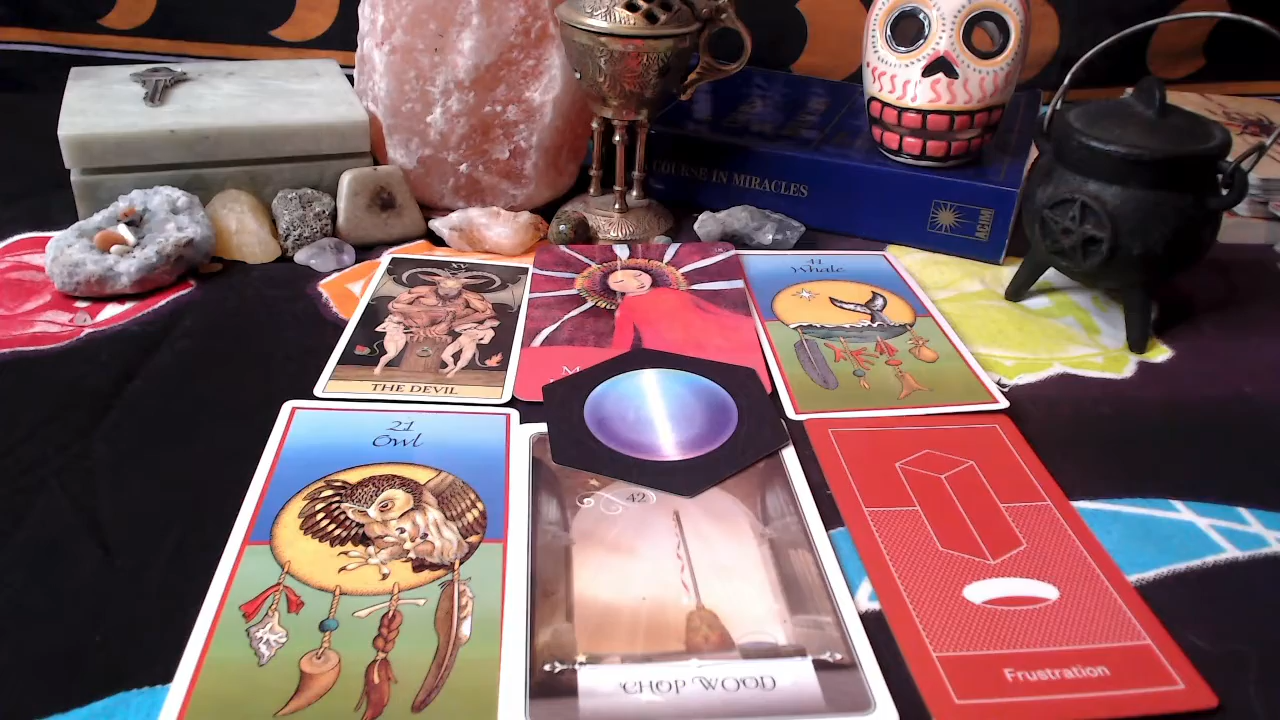 COURSE IN MIRACLES
ACIM
THE DEVIL
41
Whale
21
Owl
42
CHOP WOOD
Frustration